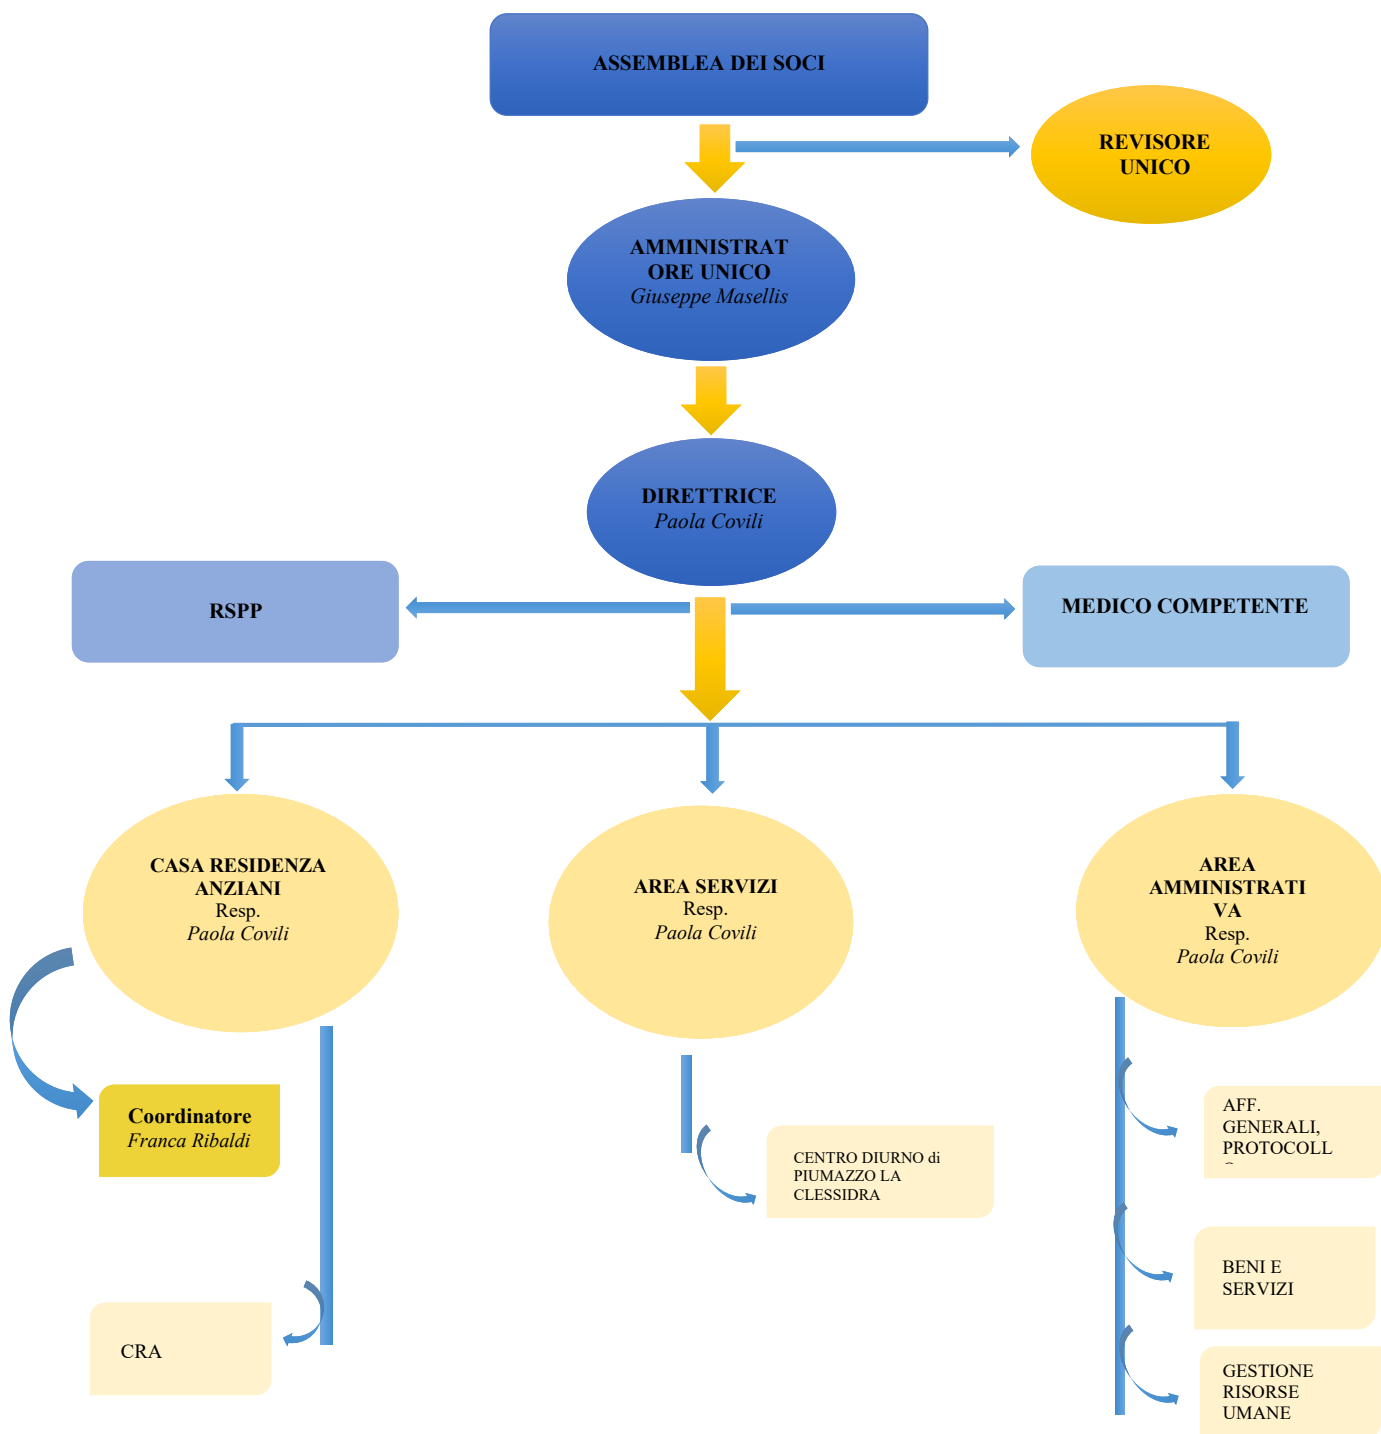 ASSEMBLEA DEI SOCI
REVISORE
UNICO
AMMINISTRAT
ORE UNICO
Giuseppe Masellis
DIRETTRICE
Paola Covili
RSPP
MEDICO COMPETENTE
CASA RESIDENZA
ANZIANI
Resp.
Paola Covili
AREA SERVIZI
Resp.
Paola Covili
AREA
AMMINISTRATI
VA
Resp.
Paola Covili
Coordinatore
Franca Ribaldi
CRA
CENTRO DIURNO di
PIUMAZZO LA
CLESSIDRA
AFF.
GENERALI,
PROTOCOLL
BENI E
SERVIZI
GESTIONE
RISORSE
UMANE